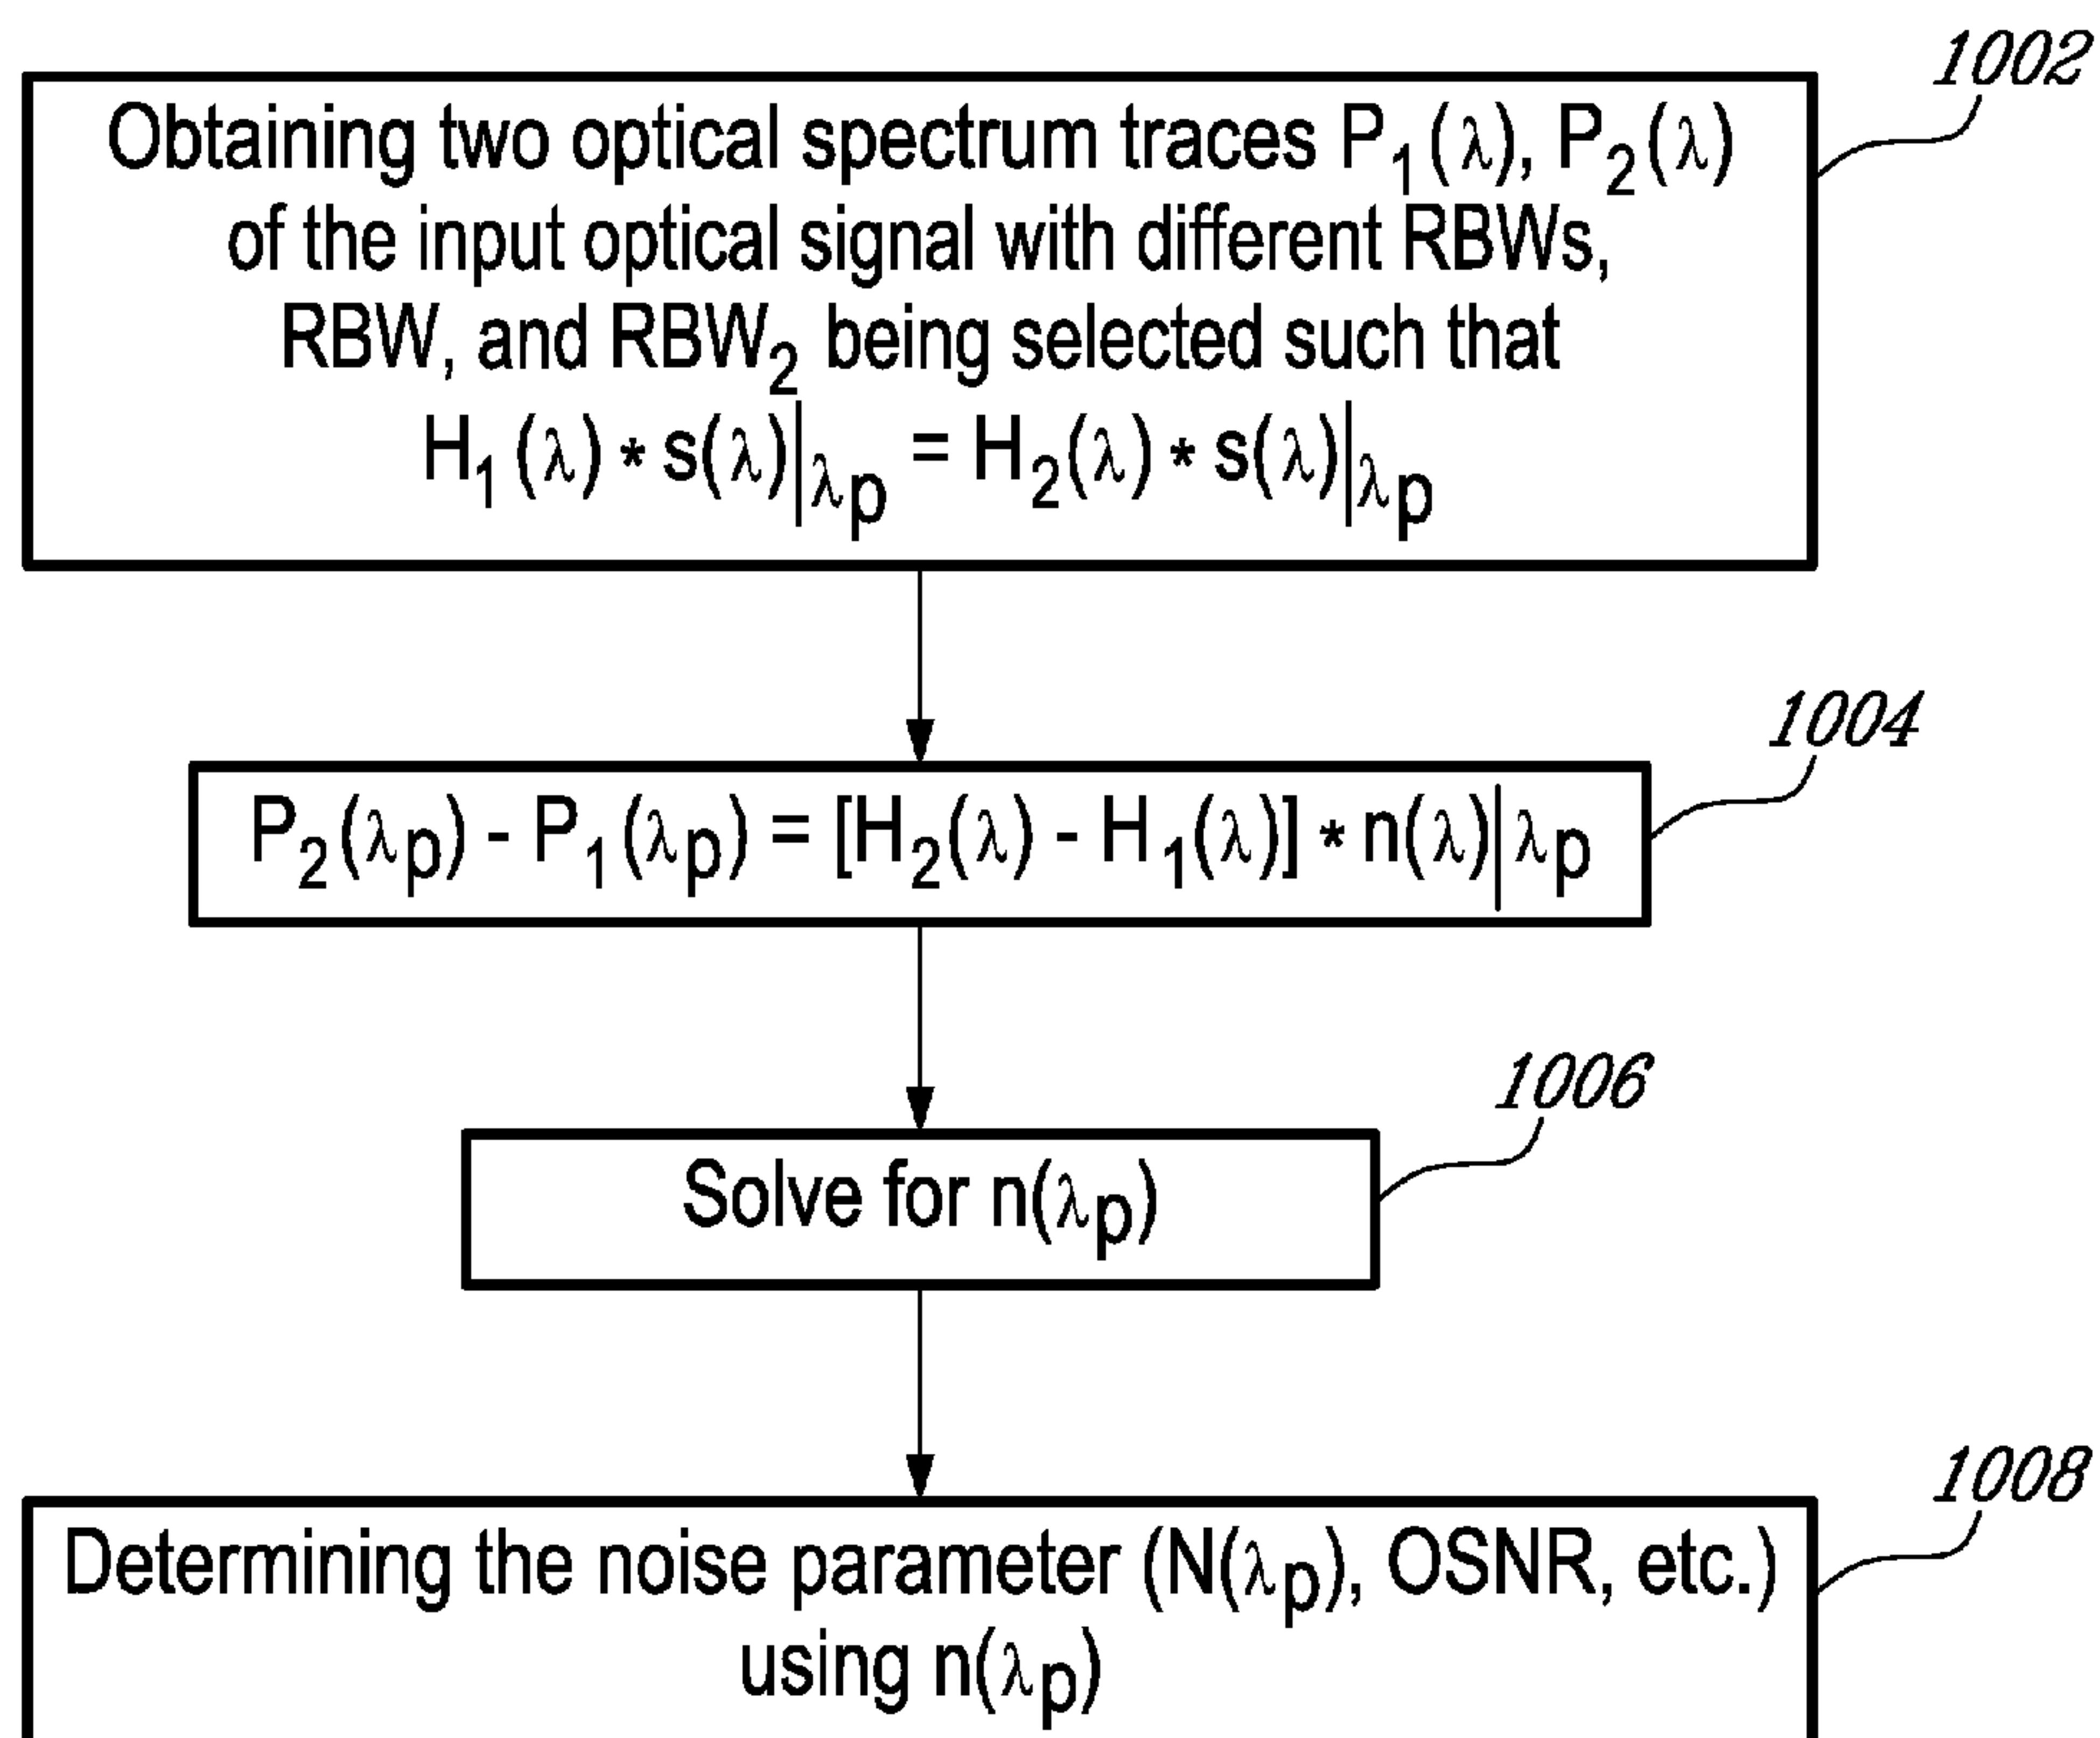 1002
Obtaining two optical spectrum traces P₁(λ), P₂(λ)
of the input optical signal with different RBWs,
RBW, and RBW₂ being selected such that
H₁(λ) * s(λ)|λp = H₂(λ) * s(λ)|λp
1004
P₂(λp) - P₁(λp) = [H₂(λ) - H₁(λ)] * n(λ)|λp
1006
Solve for n(λp)
1008
Determining the noise parameter (N(λp), OSNR, etc.)
using n(λp)